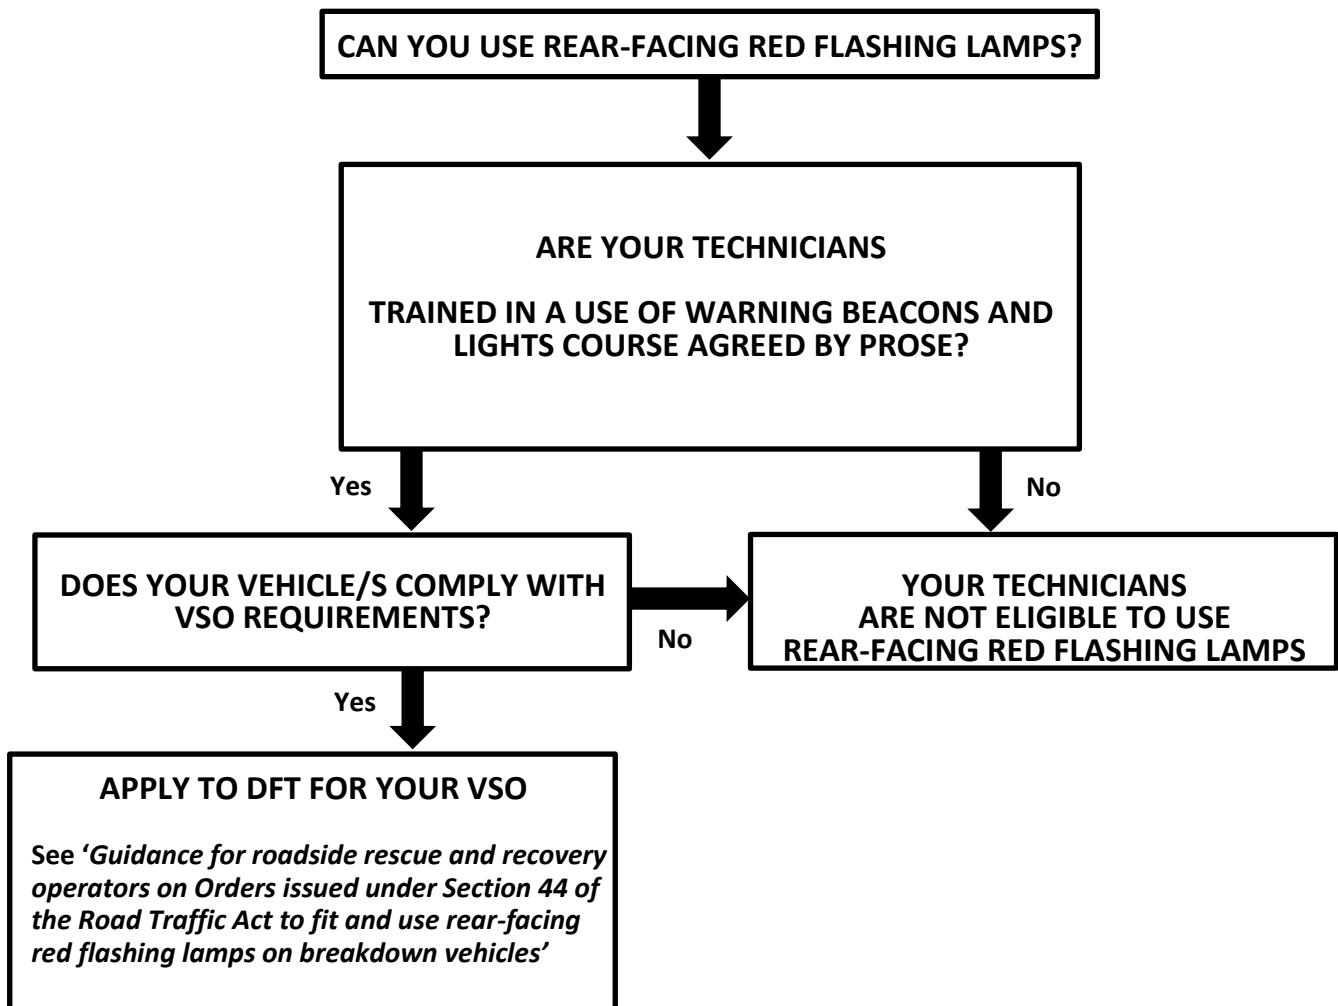 CAN YOU USE REAR-FACING RED FLASHING LAMPS?
ARE YOUR TECHNICIANS
TRAINED IN A USE OF WARNING BEACONS AND
LIGHTS COURSE AGREED BY PROSE?
Yes
No
DOES YOUR VEHICLE/S COMPLY WITH
VSO REQUIREMENTS?
No
YOUR TECHNICIANS
ARE NOT ELIGIBLE TO USE
REAR-FACING RED FLASHING LAMPS
Yes
APPLY TO DFT FOR YOUR VSO
See ‘Guidance for roadside rescue and recovery
operators on Orders issued under Section 44 of
the Road Traffic Act to fit and use rear-facing
red flashing lamps on breakdown vehicles’